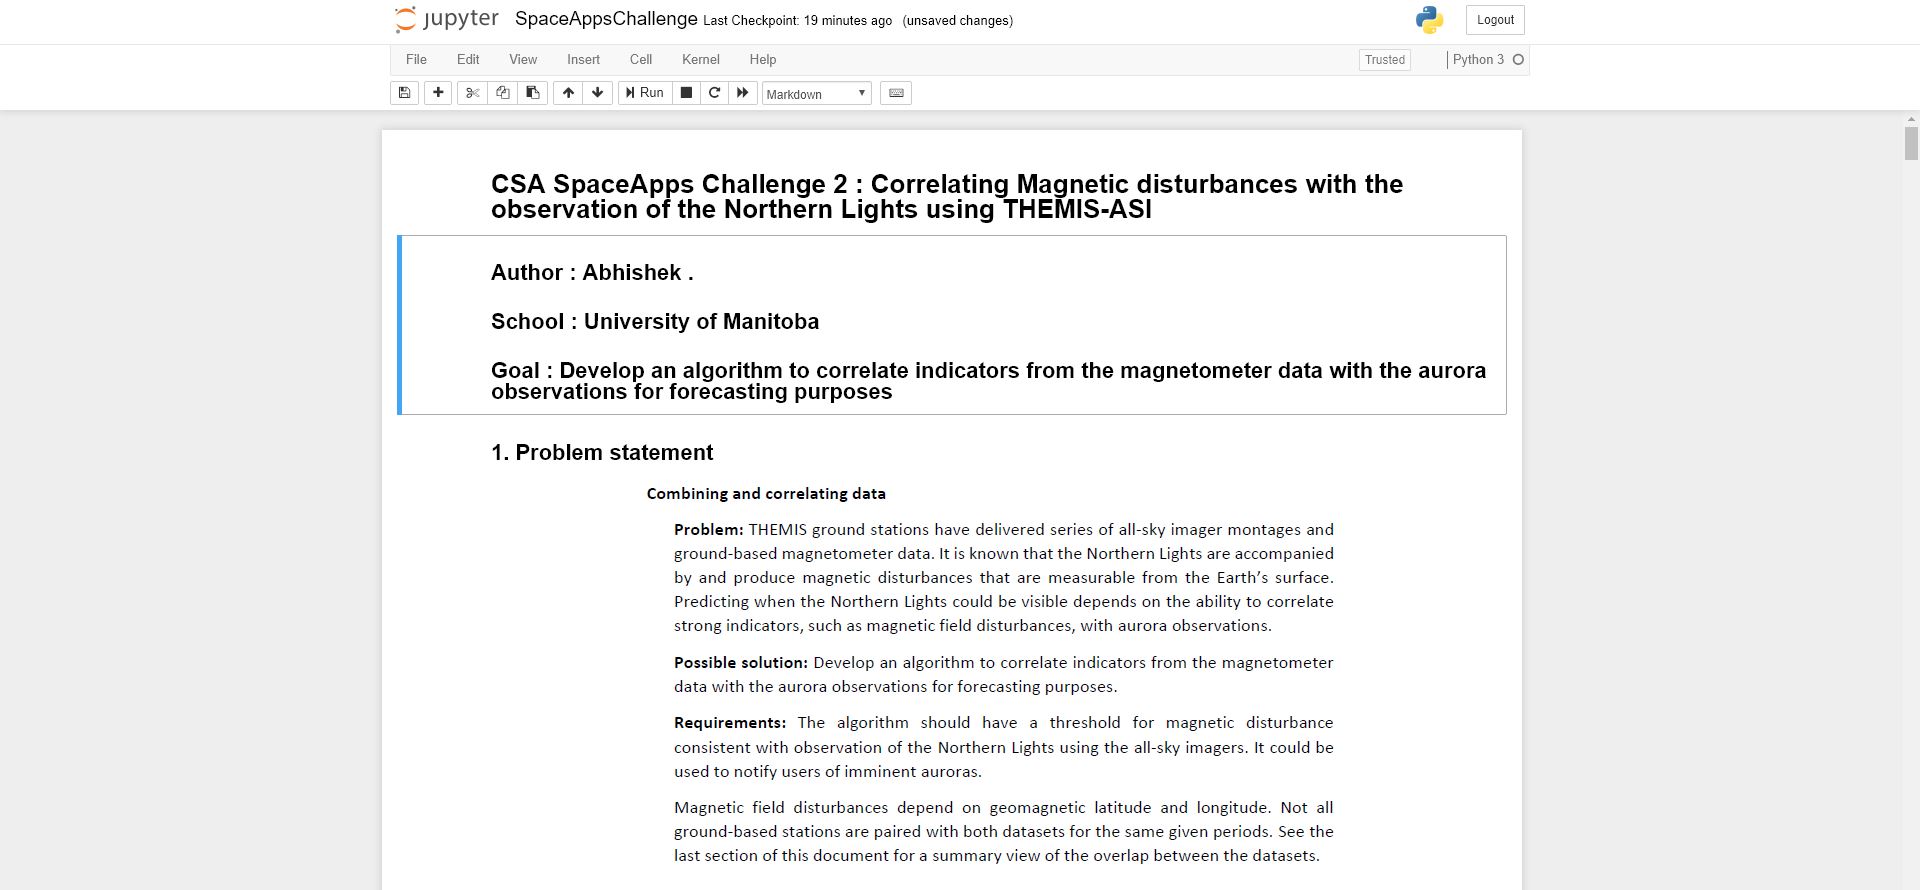 jupyter SpaceAppsChallenge Last Checkpoint: 19 minutes ago (unsaved changes) Logout
File Edit View Insert Cell Kernel Help Trusted Python 3
Run Markdown
CSA SpaceApps Challenge 2 : Correlating Magnetic disturbances with the
observation of the Northern Lights using THEMIS-ASI
Author : Abhishek .
School : University of Manitoba
Goal : Develop an algorithm to correlate indicators from the magnetometer data with the aurora
observations for forecasting purposes
1. Problem statement
Combining and correlating data
Problem: THEMIS ground stations have delivered series of all-sky imager montages and
ground-based magnetometer data. It is known that the Northern Lights are accompanied
by and produce magnetic disturbances that are measurable from the Earth’s surface.
Predicting when the Northern Lights could be visible depends on the ability to correlate
strong indicators, such as magnetic field disturbances, with aurora observations.
Possible solution: Develop an algorithm to correlate indicators from the magnetometer
data with the aurora observations for forecasting purposes.
Requirements: The algorithm should have a threshold for magnetic disturbance
consistent with observation of the Northern Lights using the all-sky imagers. It could be
used to notify users of imminent auroras.
Magnetic field disturbances depend on geomagnetic latitude and longitude. Not all
ground-based stations are paired with both datasets for the same given periods. See the
last section of this document for a summary view of the overlap between the datasets.